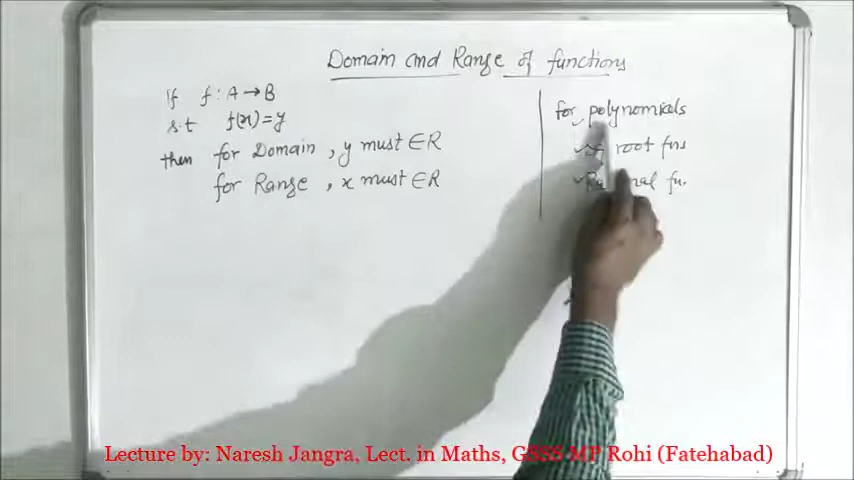 Domain and Range of functions
If f : A → B
s.t f(x) = y
then for Domain , y must ∈ R
for Range , x must ∈ R
for polynomials
root fns
fn.
Lecture by: Naresh Jangra, Lect. in Maths, GSSS MP Rohi (Fatehabad)